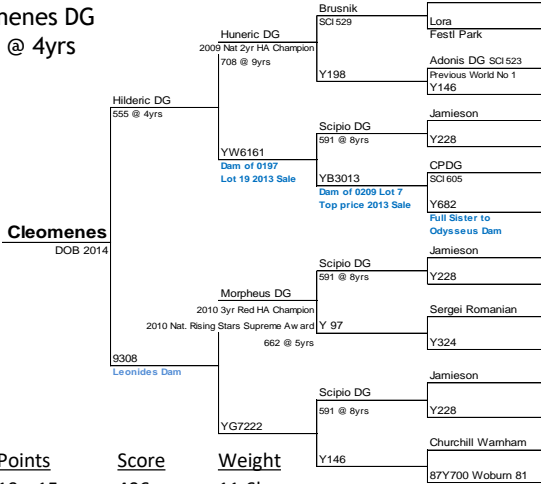 menes DG
@ 4yrs
Cleomenes
DOB 2014
Hilderic DG
555 @ 4yrs
9308
Leonides Dam
Huneric DG
2009 Nat 2yr HA Champion
708 @ 9yrs
YW6161
Dam of 0197
Lot 19 2013 Sale
Morpheus DG
2010 3yr Red HA Champion
2010 Nat. Rising Stars Supreme Award
662 @ 5yrs
YG7222
Brusnik
SCI 529
Y198
Scipio DG
591 @ 8yrs
YB3013
Dam of 0209 Lot 7
Top price 2013 Sale
Scipio DG
591 @ 8yrs
Y 97
Scipio DG
591 @ 8yrs
Y146
Lora
Festl Park
Adonis DG SCI 523
Previous World No 1
Y146
Jamieson
Y228
CPDG
SCI 605
Y682
Full Sister to
Odysseus Dam
Jamieson
Y228
Sergei Romanian
Y324
Jamieson
Y228
Churchill Warnham
87Y700 Woburn 81
Points Score Weight